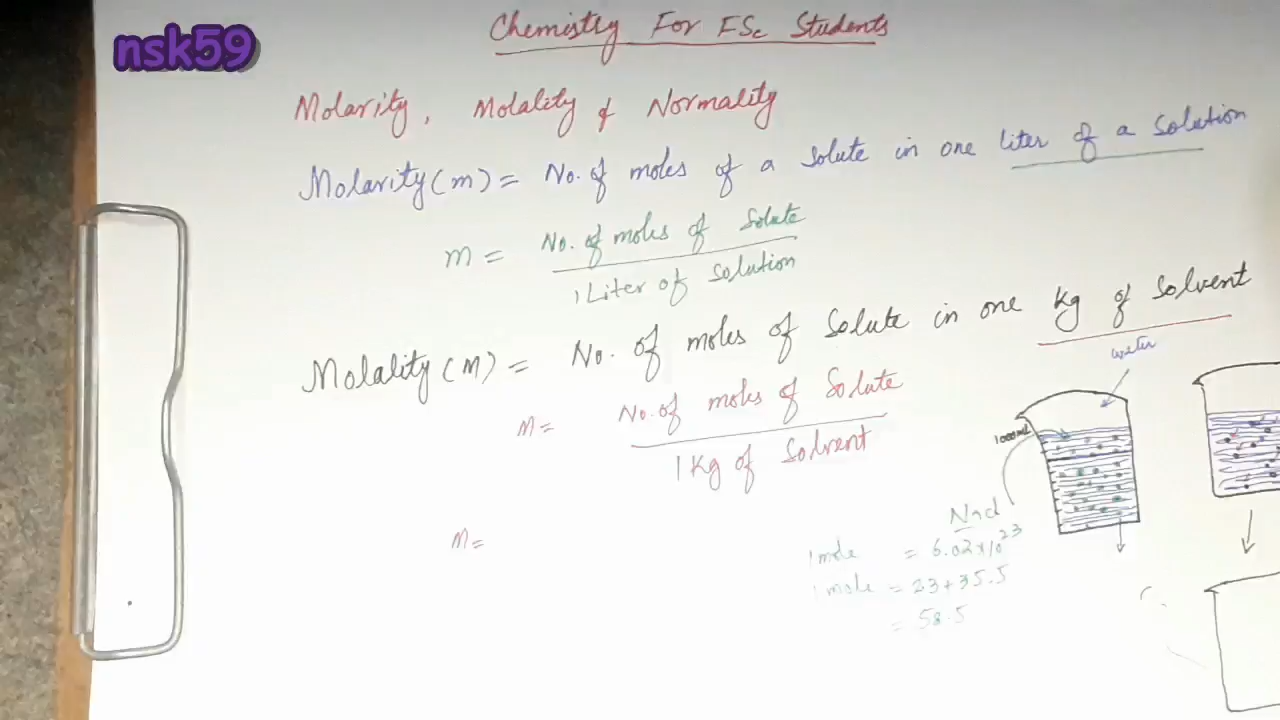 nsk59
Chemistry For FSc Students
Molarity, Molality & Normality
Molarity (m) = No. of moles of a solute in one liter of a solution
m = No. of moles of solute
1 Liter of solution
Molality (M) = No. of moles of solute in one kg of solvent
water
M = No. of moles of solute
1 Kg of solvent
1000mL
Nacl
M =
1 mole = 6.02×10²³
1 mole = 23+35.5
= 58.5